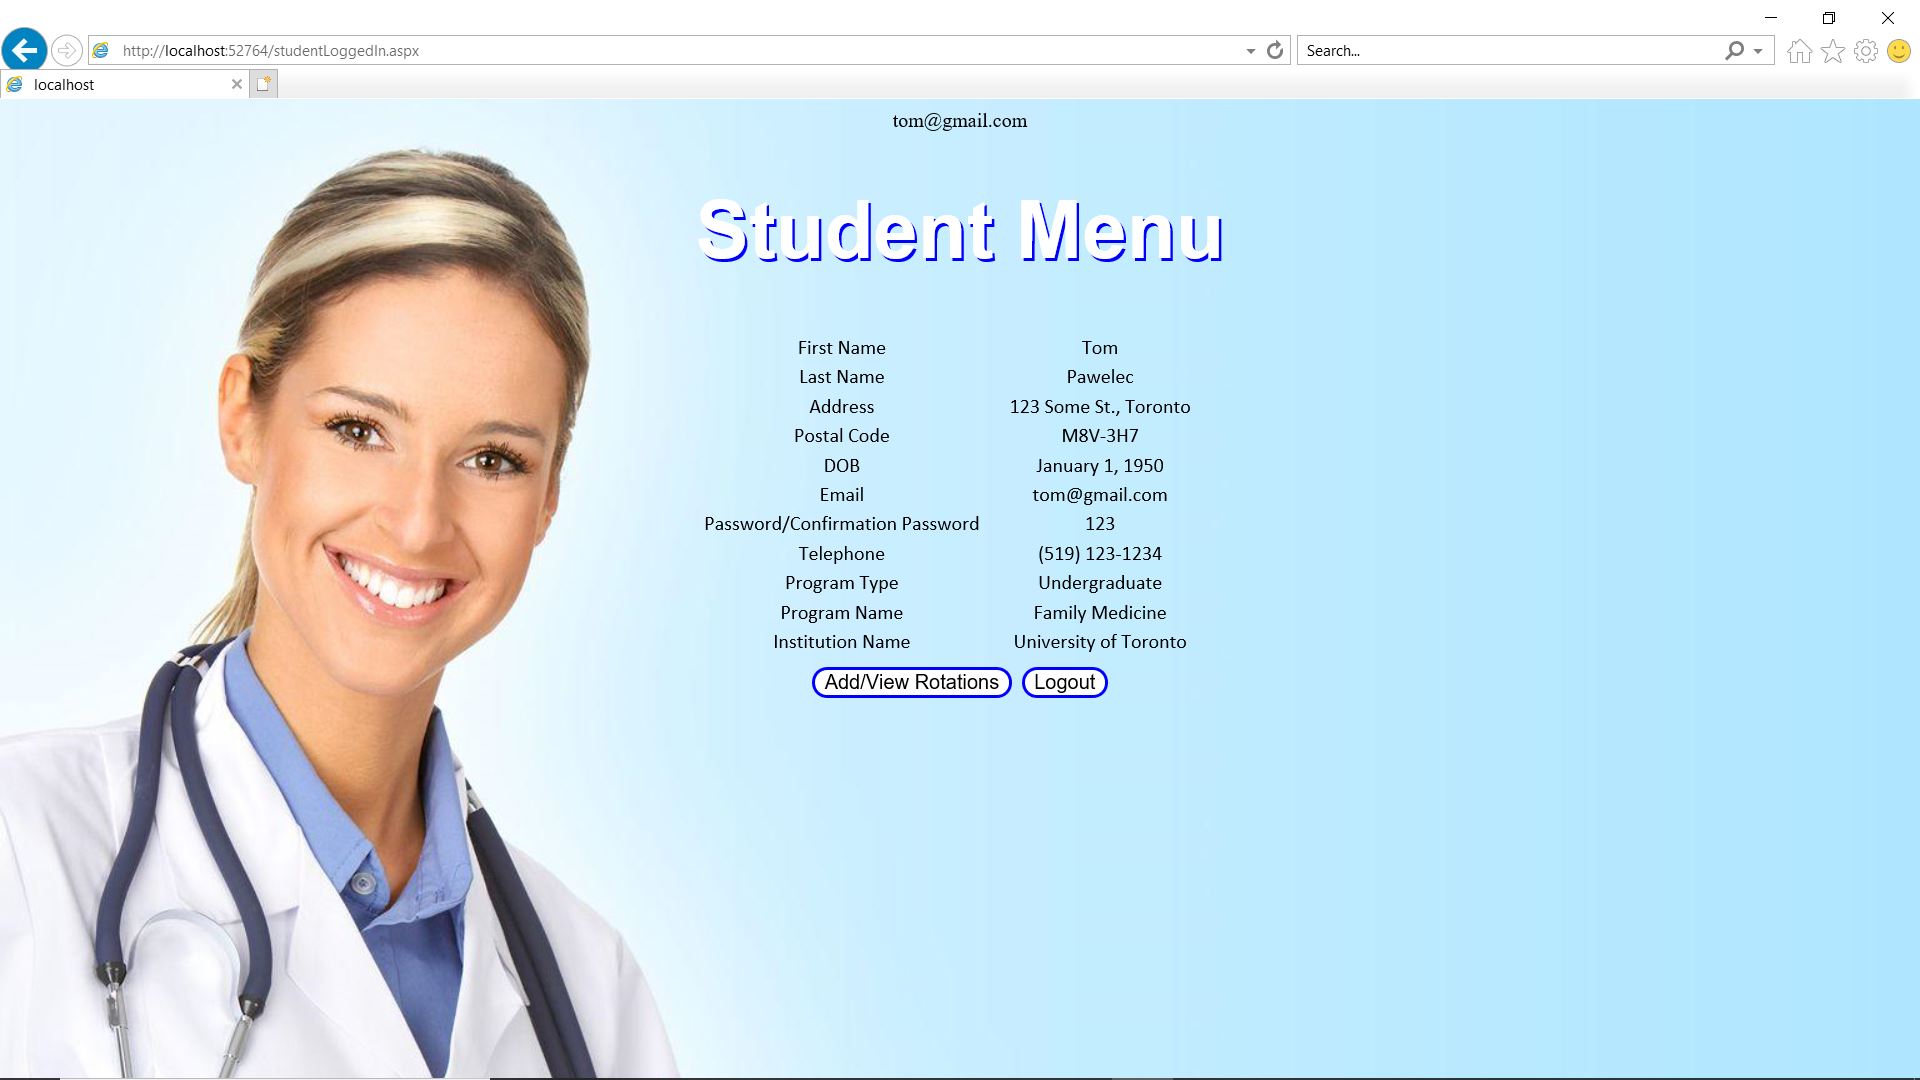 http://localhost:52764/studentLoggedIn.aspx
Search...
localhost
tom@gmail.com
Student Menu
First Name Tom
Last Name Pawelec
Address 123 Some St., Toronto
Postal Code M8V-3H7
DOB January 1, 1950
Email tom@gmail.com
Password/Confirmation Password 123
Telephone (519) 123-1234
Program Type Undergraduate
Program Name Family Medicine
Institution Name University of Toronto
Add/View Rotations Logout